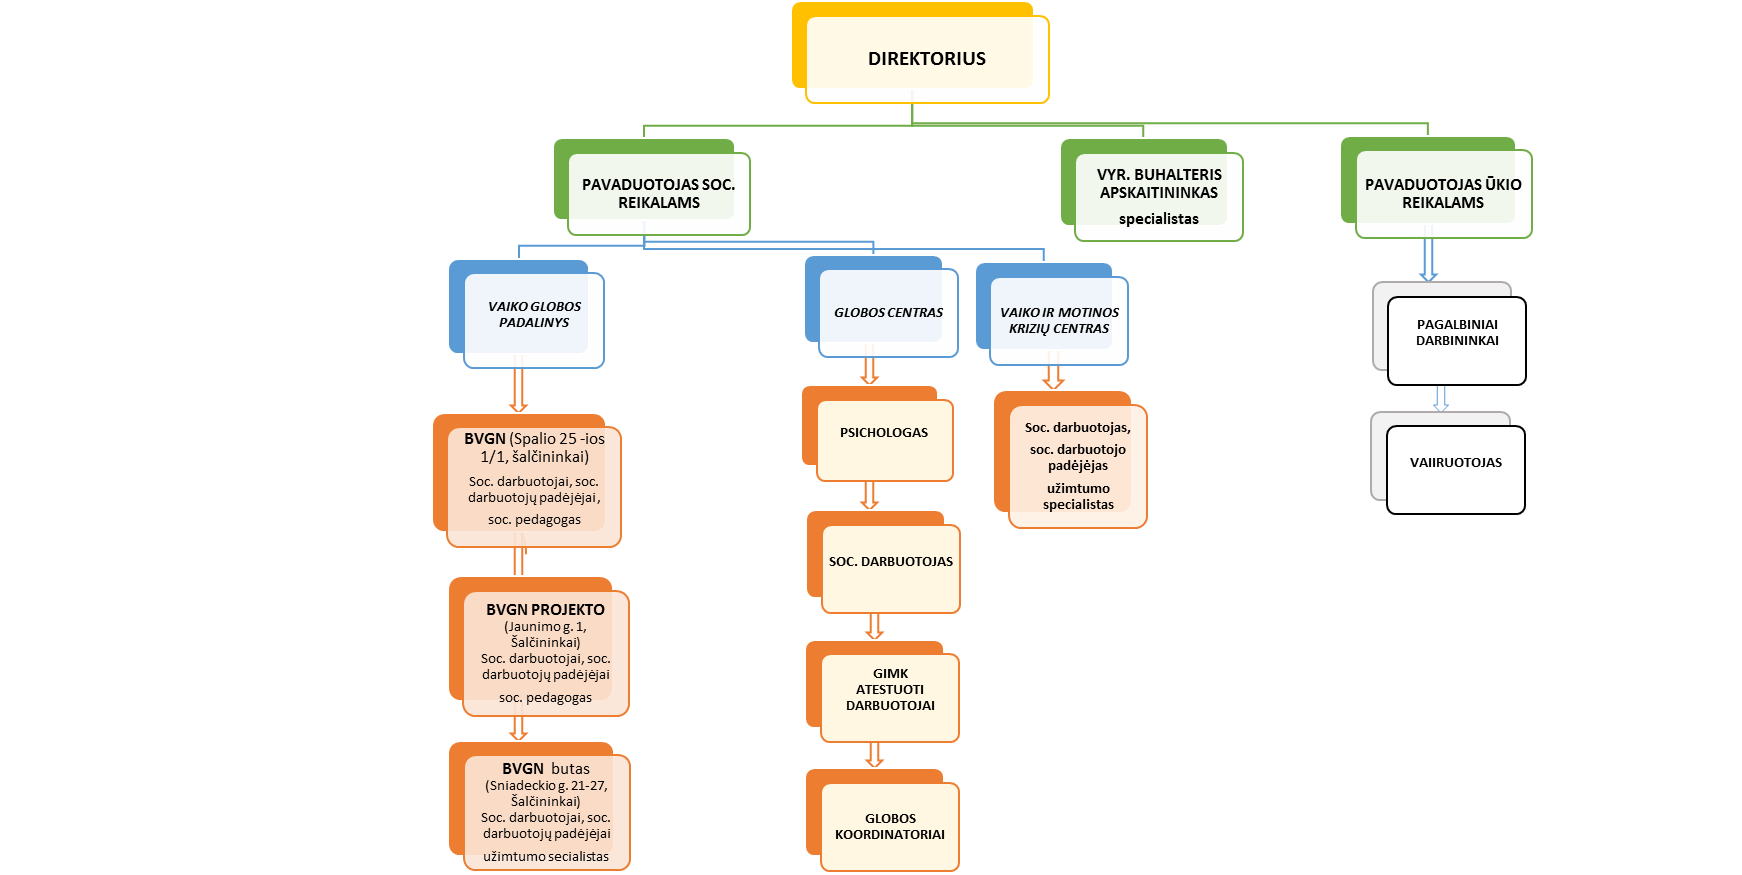 DIREKTORIUS
PAVADUOTOJAS SOC.
REIKALAMS
VYR. BUHALTERIS
APSKAITININKAS
specialistas
PAVADUOTOJAS ŪKIO
REIKALAMS
VAIKO GLOBOS
PADALINYS
GLOBOS CENTRAS
VAIKO IR MOTINOS
KRIZIŲ CENTRAS
PAGALBINIAI
DARBININKAI
VAIIRUOTOJAS
BVGN (Spalio 25 -ios
1/1, šalčininkai)
Soc. darbuotojai, soc.
darbuotojų padėjėjai,
soc. pedagogas
BVGN PROJEKTO
(Jaunimo g. 1,
Šalčininkai)
Soc. darbuotojai, soc.
darbuotojų padėjėjai
soc. pedagogas
BVGN butas
(Sniadeckio g. 21-27,
Šalčininkai)
Soc. darbuotojai, soc.
darbuotojų padėjėjai
užimtumo secialistas
PSICHOLOGAS
SOC. DARBUOTOJAS
GIMK
ATESTUOTI
DARBUOTOJAI
GLOBOS
KOORDINATORIAI
Soc. darbuotojas,
soc. darbuotojo
padėjėjas
užimtumo
specialistas